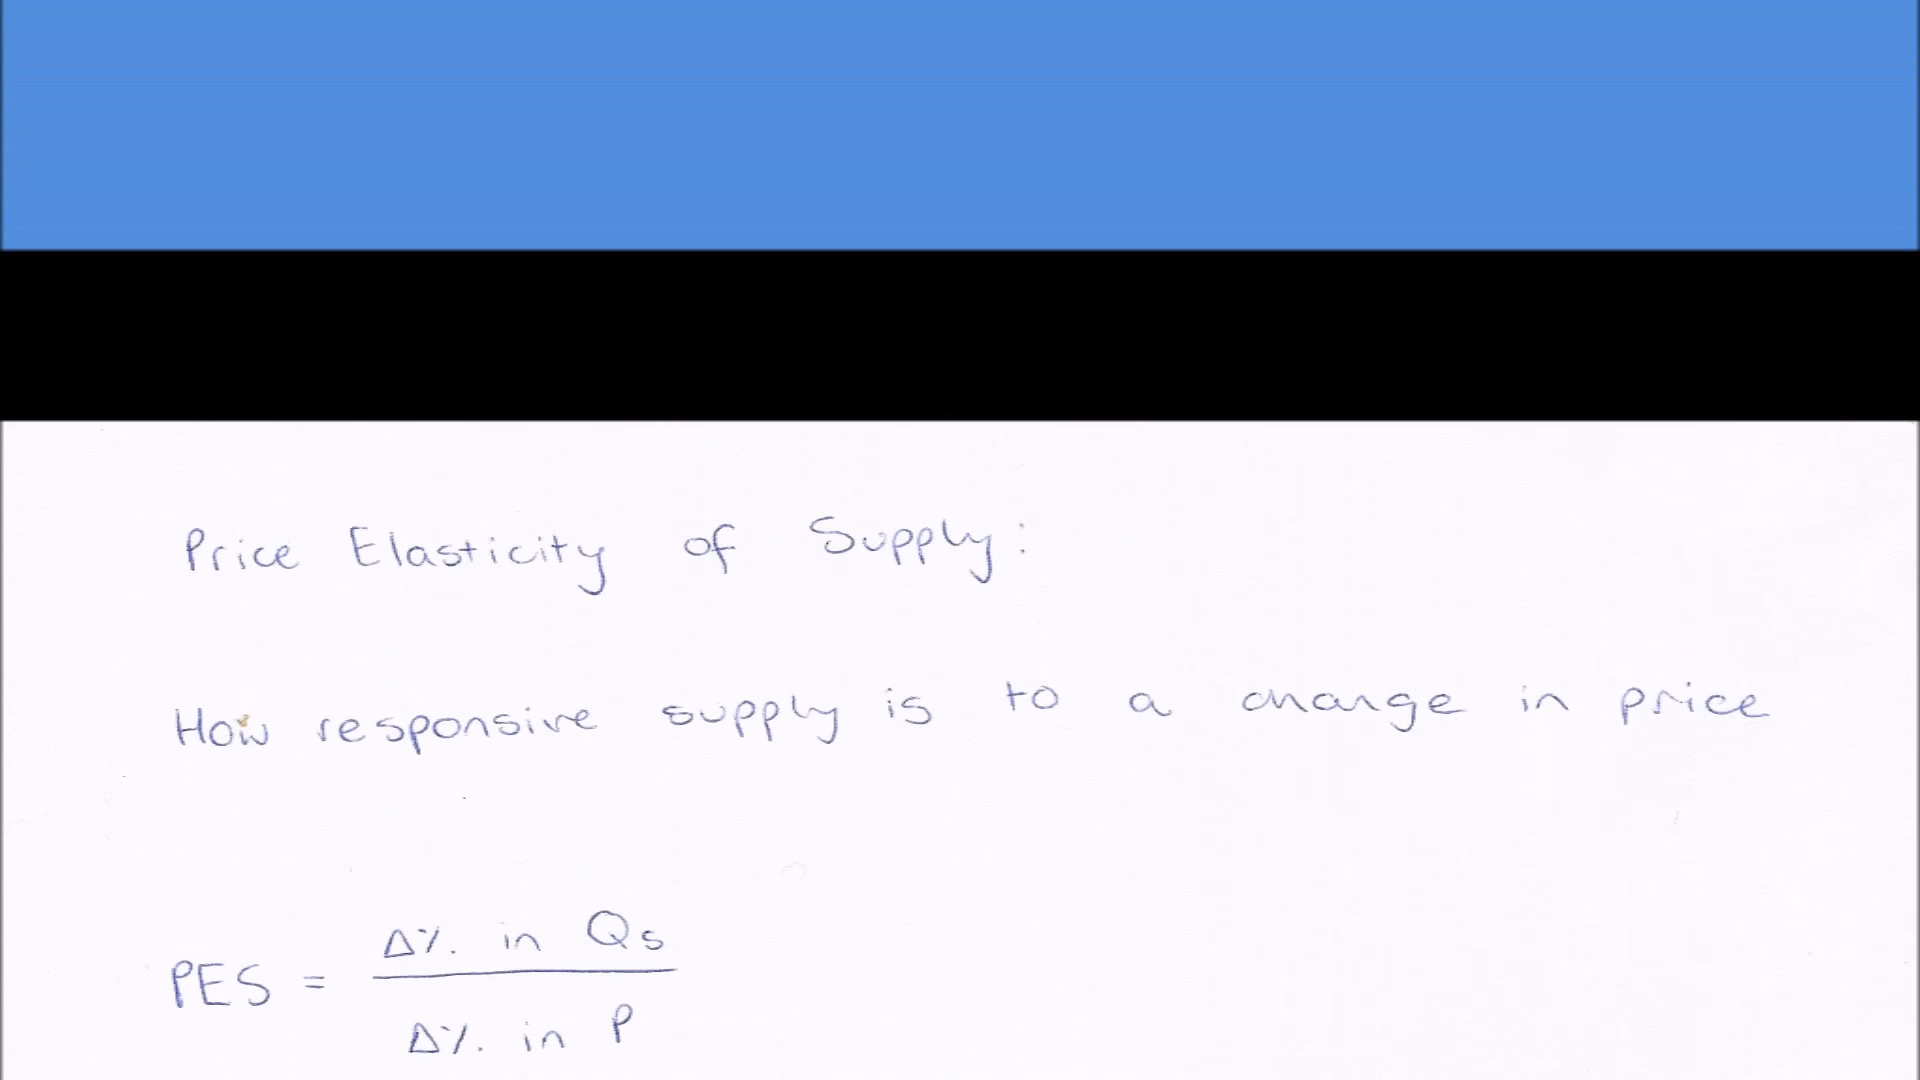 Price Elasticity of Supply:
How responsive supply is to a change in price
PES = Δ% in Qs / Δ% in P